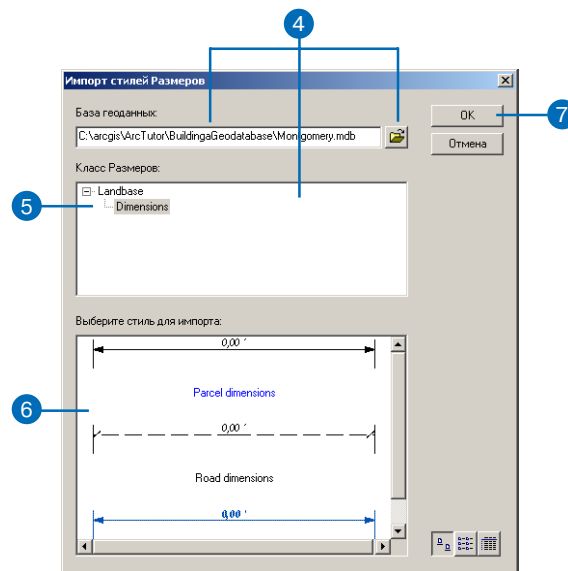 4
Импорт стилей Размеров
База геоданных:
OK
7
C:\arcgis\ArcTutor\BuildingaGeodatabase\Montgomery.mdb
Отмена
Класс Размеров:
Landbase
5
Dimensions
Выберите стиль для импорта:
0,00 '
Parcel dimensions
6
0,00 '
Road dimensions
0,00 '